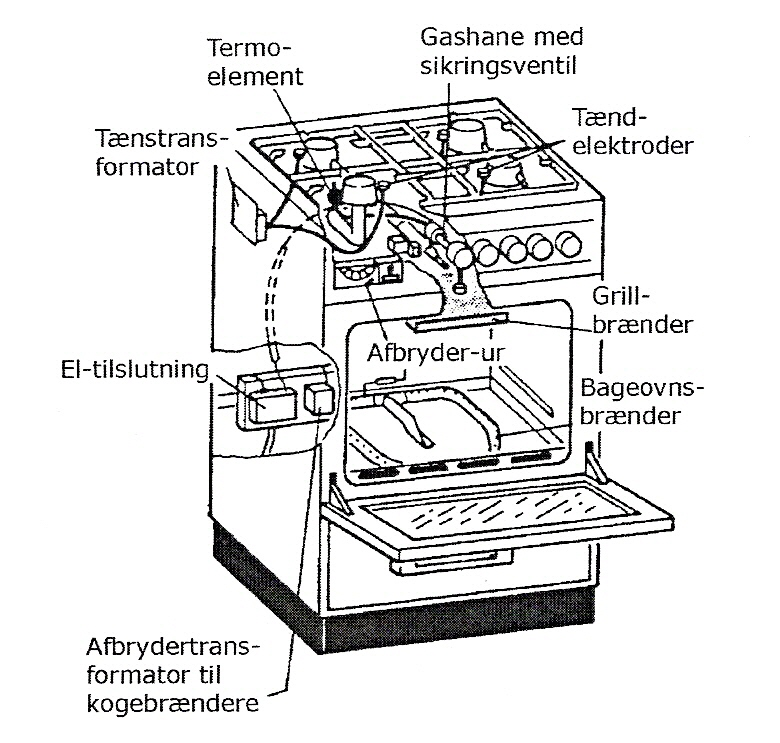 Termo-
element
Gashane med
sikringsventil
Tænstrans-
formator
Tænd-
elektroder
Grill-
brænder
Afbryder-ur
El-tilslutning
Bageovns-
brænder
Afbrydertrans-
formator til
kogebrændere